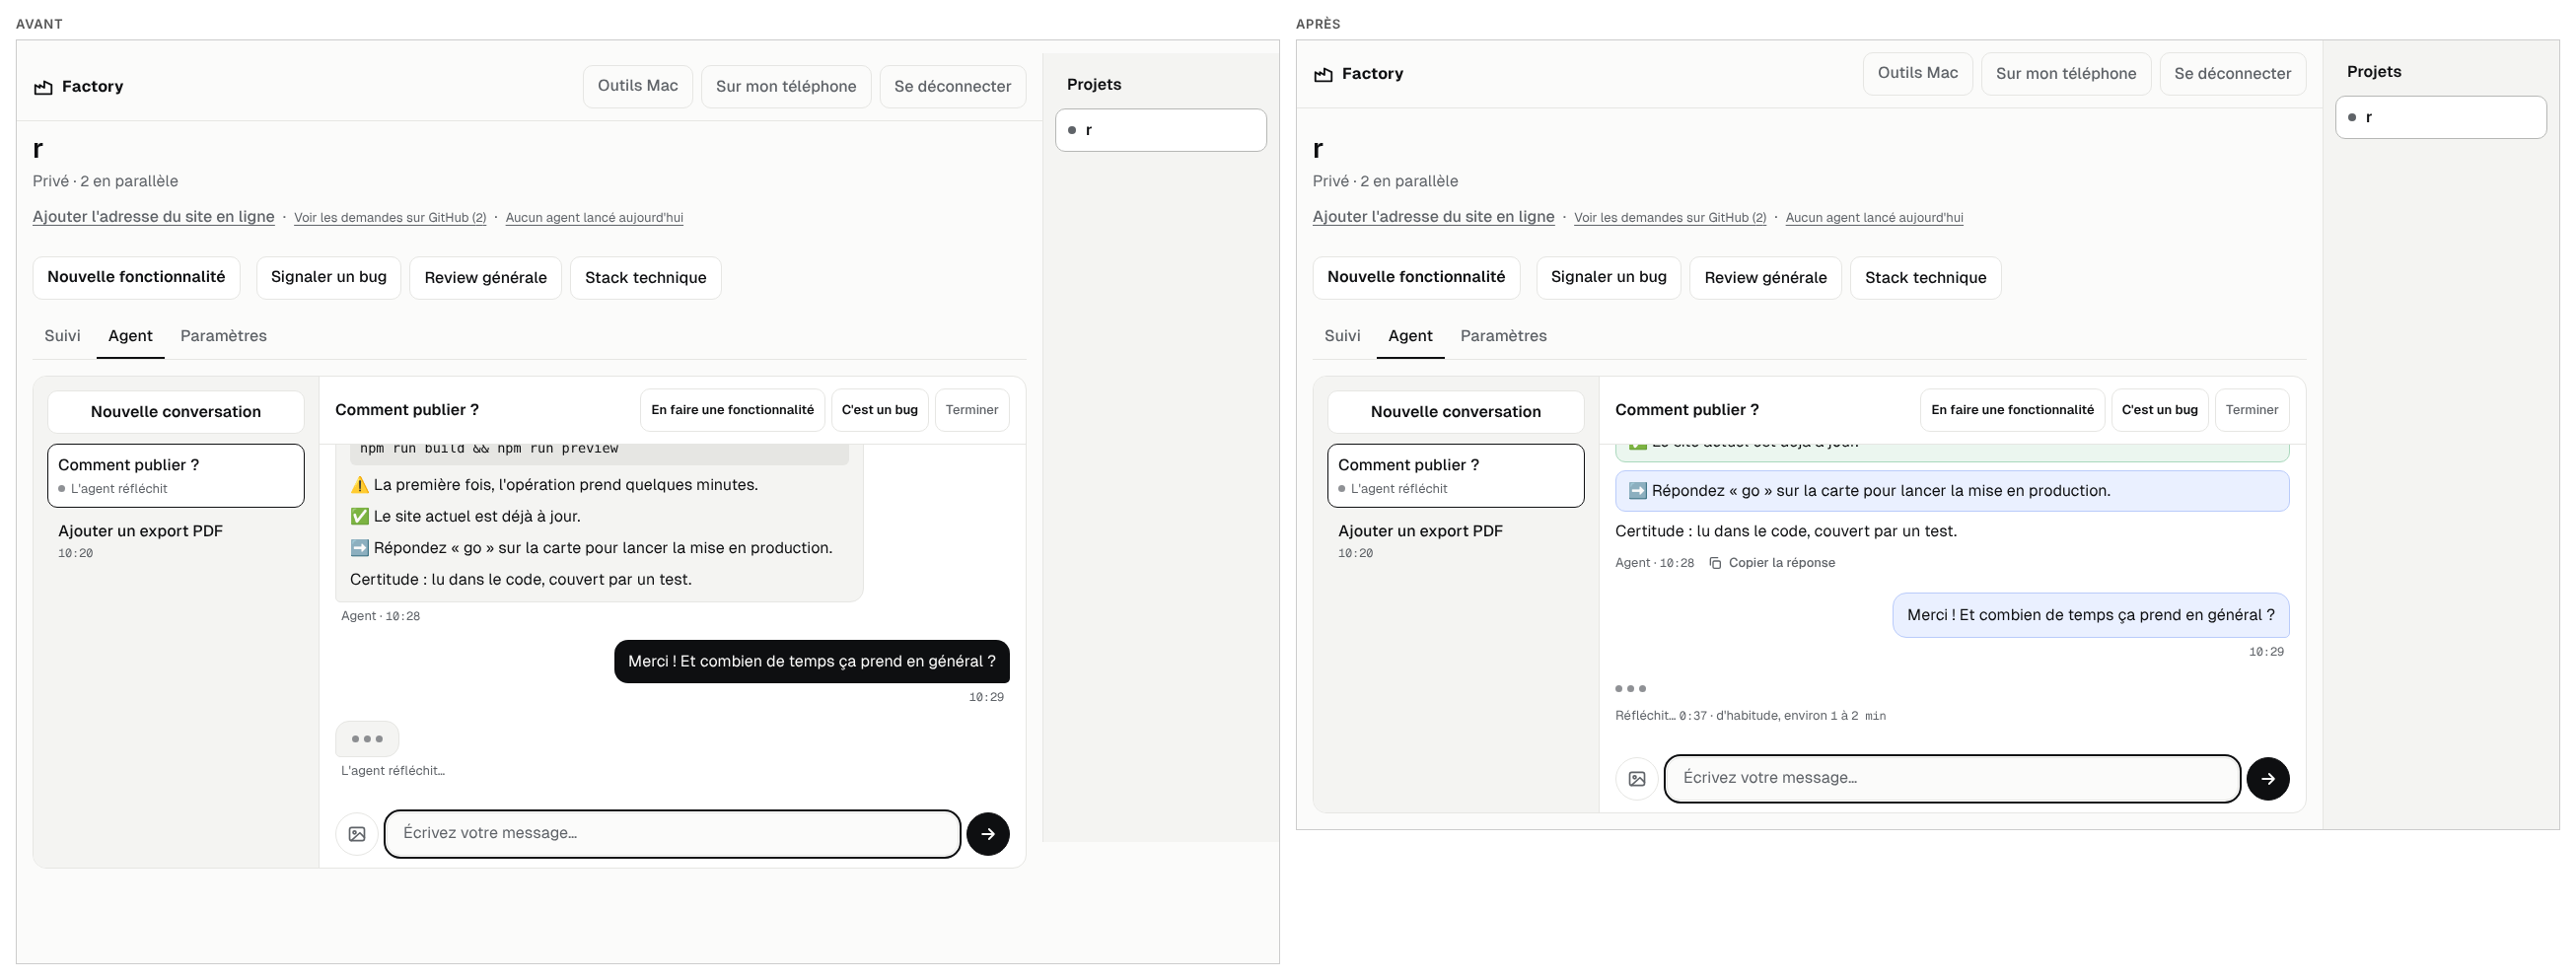 AVANT
Factory
Outils Mac
Sur mon téléphone
Se déconnecter
Projets
r
r
Privé · 2 en parallèle
Ajouter l'adresse du site en ligne · Voir les demandes sur GitHub (2) · Aucun agent lancé aujourd'hui
Nouvelle fonctionnalité
Signaler un bug
Review générale
Stack technique
Suivi
Agent
Paramètres
Nouvelle conversation
Comment publier ?
L'agent réfléchit
Ajouter un export PDF
10:20
Comment publier ?
En faire une fonctionnalité
C'est un bug
Terminer
npm run build && npm run preview
⚠️ La première fois, l'opération prend quelques minutes.
✅ Le site actuel est déjà à jour.
➡️ Répondez « go » sur la carte pour lancer la mise en production.
Certitude : lu dans le code, couvert par un test.
Agent · 10:28
Merci ! Et combien de temps ça prend en général ?
10:29
L'agent réfléchit…
Écrivez votre message…
APRÈS
Factory
Outils Mac
Sur mon téléphone
Se déconnecter
Projets
r
r
Privé · 2 en parallèle
Ajouter l'adresse du site en ligne · Voir les demandes sur GitHub (2) · Aucun agent lancé aujourd'hui
Nouvelle fonctionnalité
Signaler un bug
Review générale
Stack technique
Suivi
Agent
Paramètres
Nouvelle conversation
Comment publier ?
L'agent réfléchit
Ajouter un export PDF
10:20
Comment publier ?
En faire une fonctionnalité
C'est un bug
Terminer
✅ Le site actuel est déjà à jour.
➡️ Répondez « go » sur la carte pour lancer la mise en production.
Certitude : lu dans le code, couvert par un test.
Agent · 10:28
Copier la réponse
Merci ! Et combien de temps ça prend en général ?
10:29
Réfléchit… 0:37 · d'habitude, environ 1 à 2 min
Écrivez votre message…